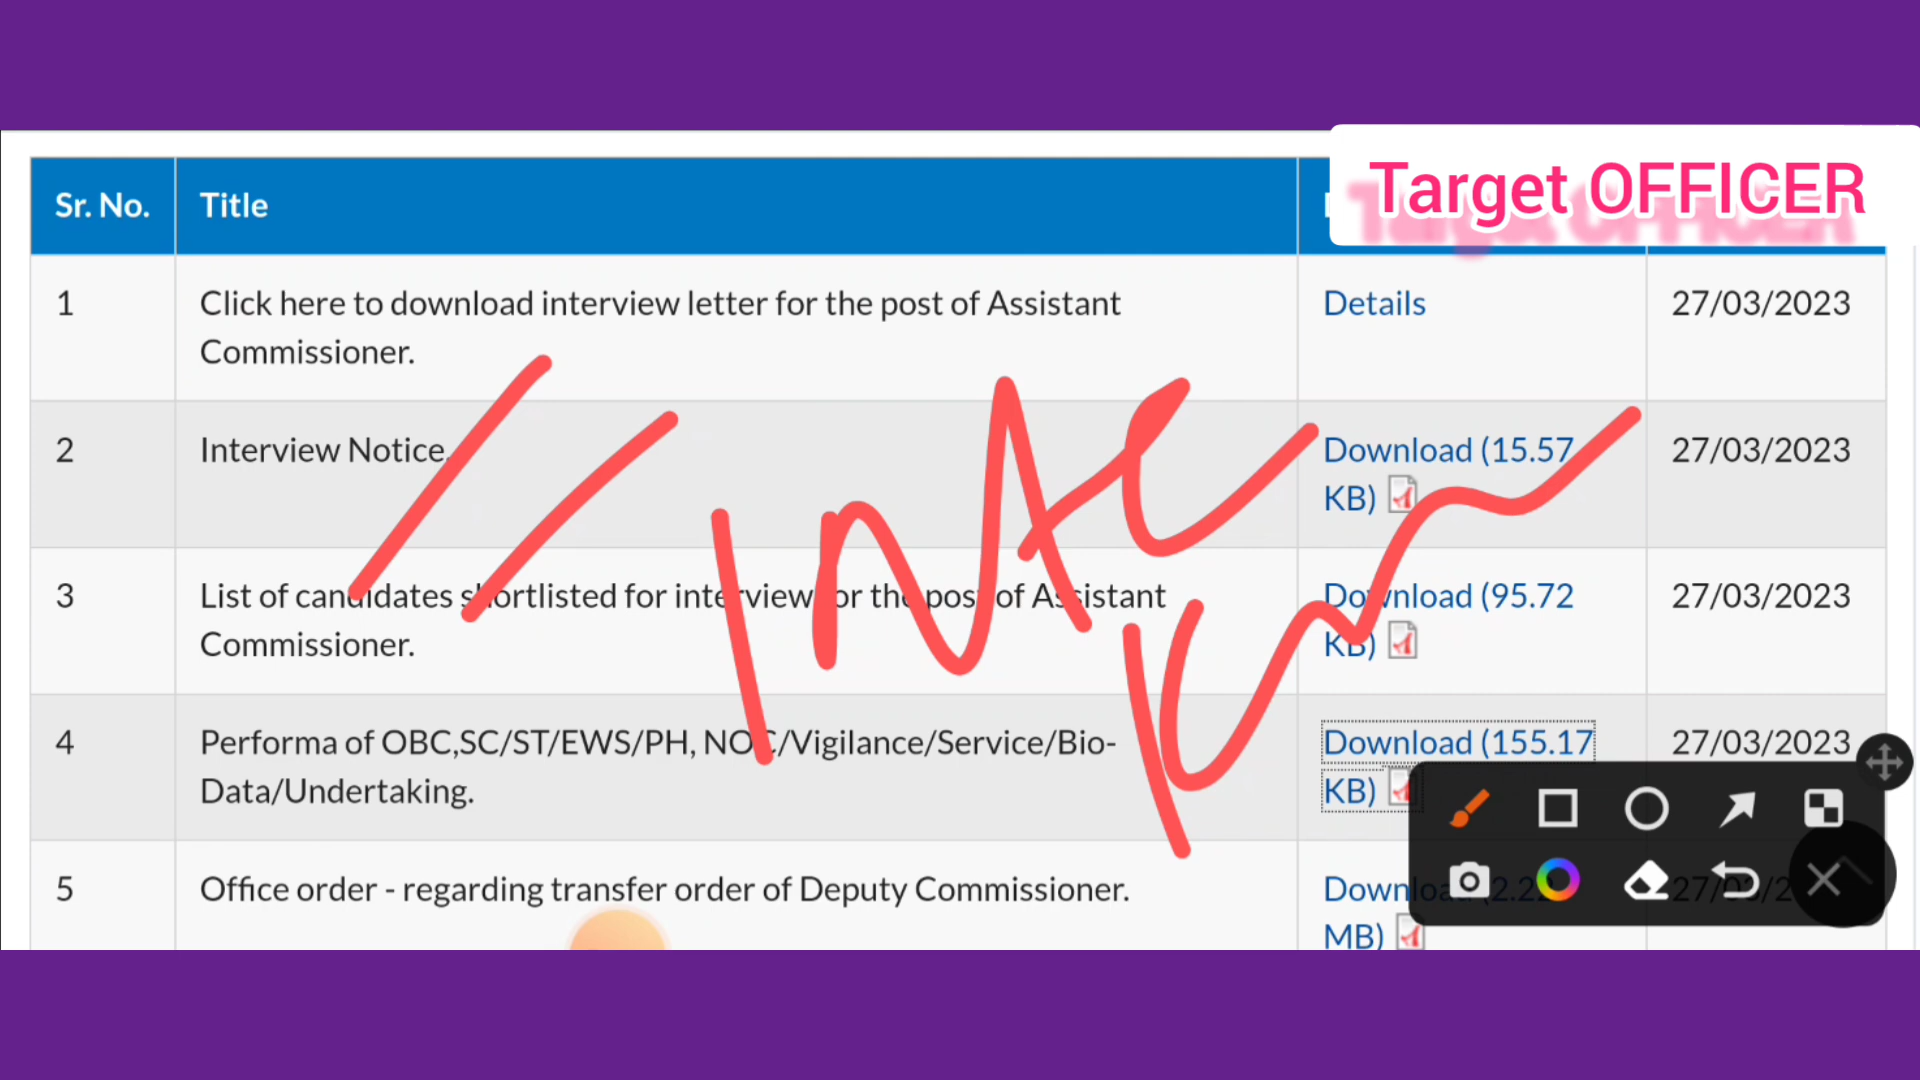 Target OFFICER
Sr. No. Title
1 Click here to download interview letter for the post of Assistant Details 27/03/2023
Commissioner.
2 Interview Notice. Download (15.57 27/03/2023
KB)
3 List of candidates shortlisted for interview for the post of Assistant Download (95.72 27/03/2023
Commissioner. KB)
4 Performa of OBC,SC/ST/EWS/PH, NOC/Vigilance/Service/Bio- Download (155.17 27/03/2023
Data/Undertaking. KB)
5 Office order - regarding transfer order of Deputy Commissioner.
MB)